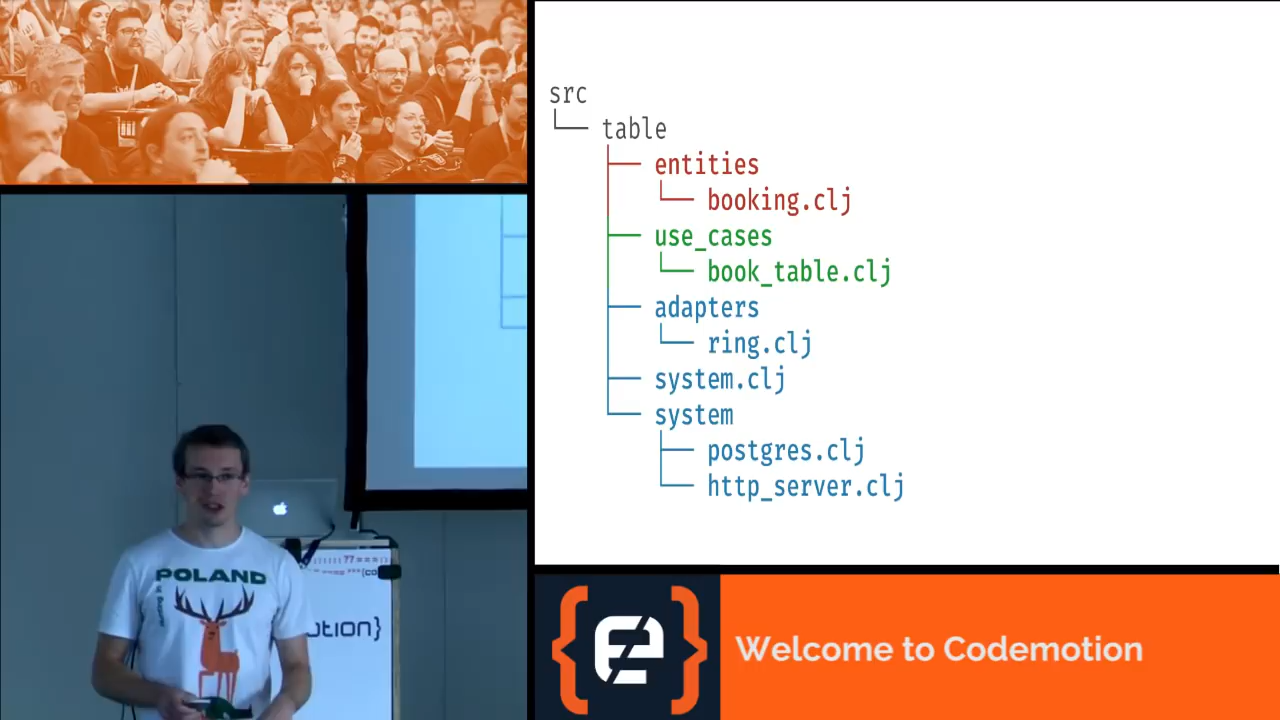 src
table
entities
booking.clj
use_cases
book_table.clj
adapters
ring.clj
system.clj
system
postgres.clj
http_server.clj
POLAND
otion}
Welcome to Codemotion